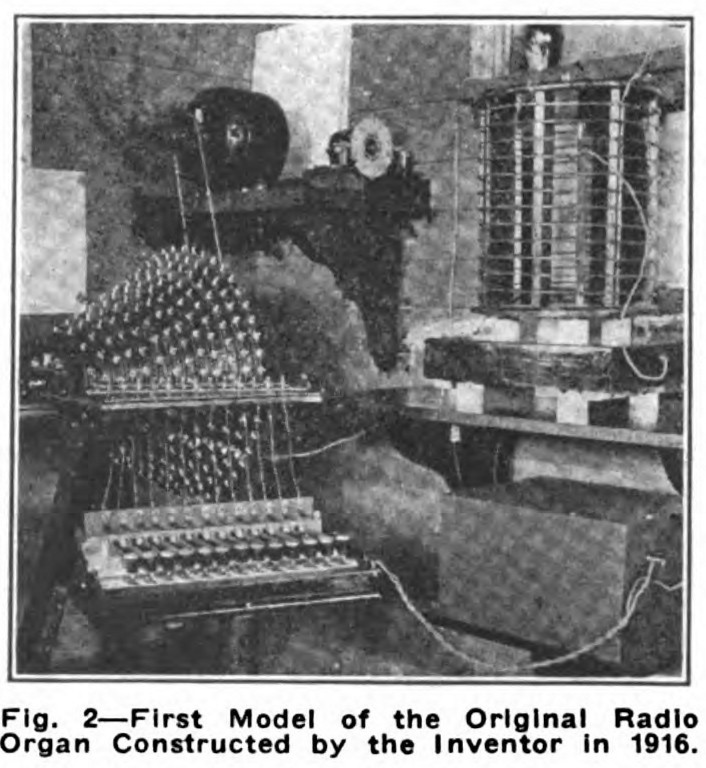 Fig. 2—First Model of the Original Radio
Organ Constructed by the Inventor in 1916.